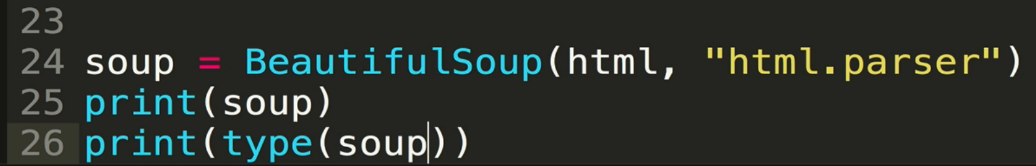 23
24 soup = BeautifulSoup(html, "html.parser")
25 print(soup)
26 print(type(soup))